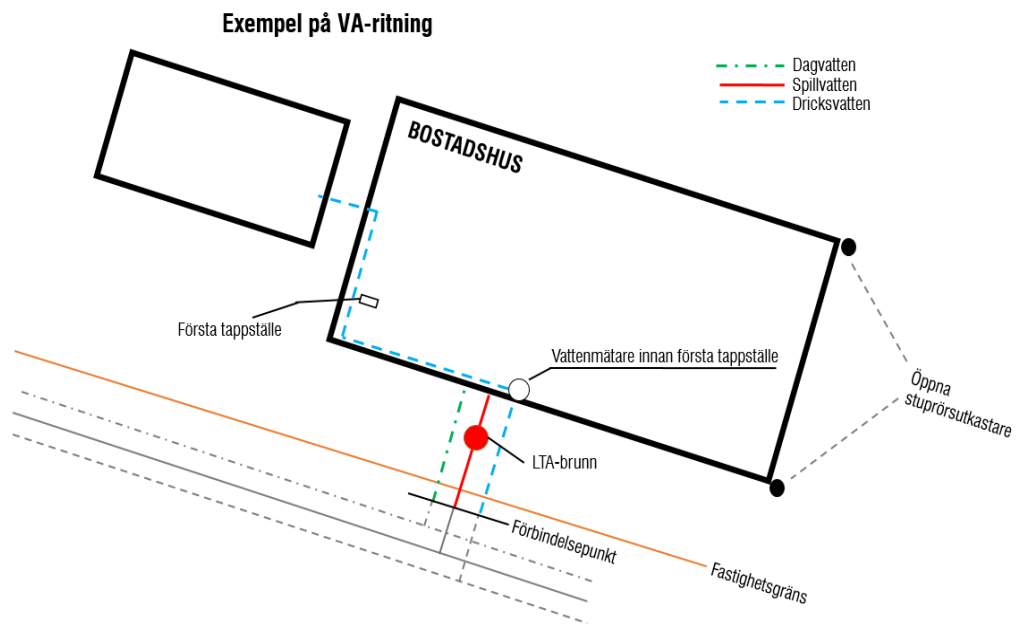 Exempel på VA-ritning
Dagvatten
Spillvatten
Dricksvatten
BOSTADSHUS
Första tappställe
Vattenmätare innan första tappställe
Öppna
stuprörsutkastare
LTA-brunn
Förbindelsepunkt
Fastighetsgräns